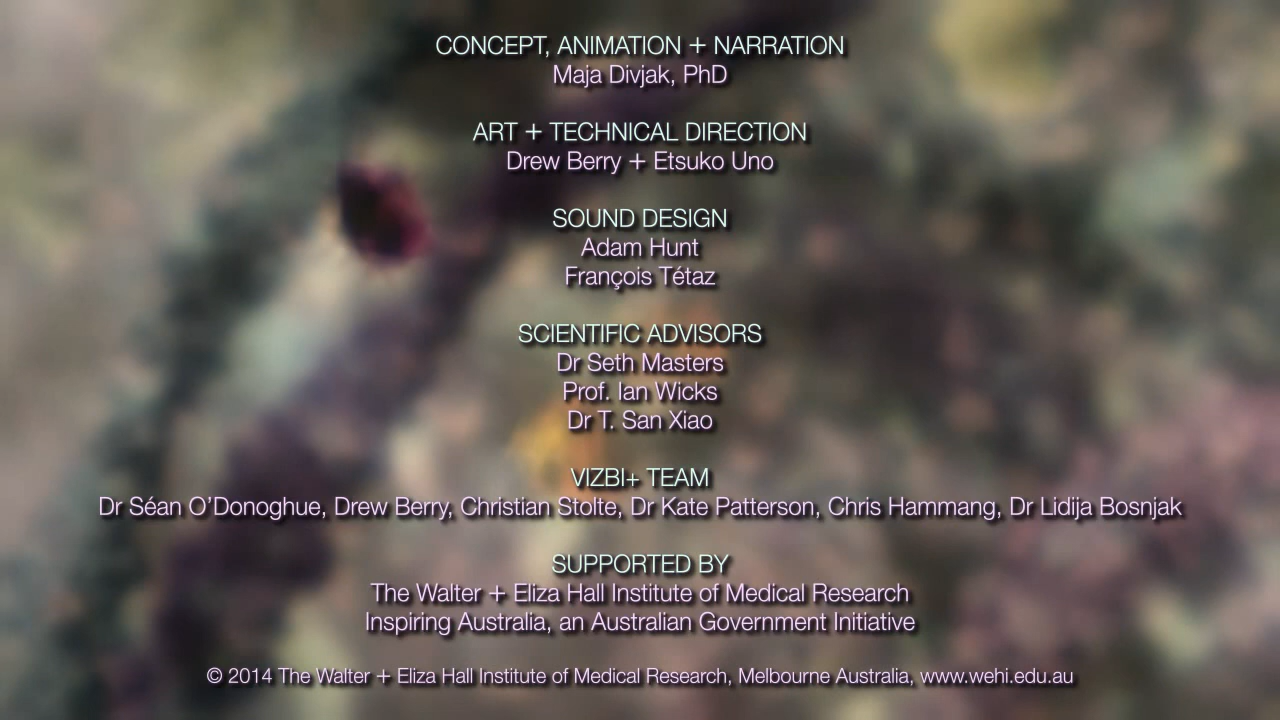 CONCEPT, ANIMATION + NARRATION
Maja Divjak, PhD
ART + TECHNICAL DIRECTION
Drew Berry + Etsuko Uno
SOUND DESIGN
Adam Hunt
François Tétaz
SCIENTIFIC ADVISORS
Dr Seth Masters
Prof. Ian Wicks
Dr T. San Xiao
VIZBI+ TEAM
Dr Séan O’Donoghue, Drew Berry, Christian Stolte, Dr Kate Patterson, Chris Hammang, Dr Lidija Bosnjak
SUPPORTED BY
The Walter + Eliza Hall Institute of Medical Research
Inspiring Australia, an Australian Government Initiative
© 2014 The Walter + Eliza Hall Institute of Medical Research, Melbourne Australia, www.wehi.edu.au